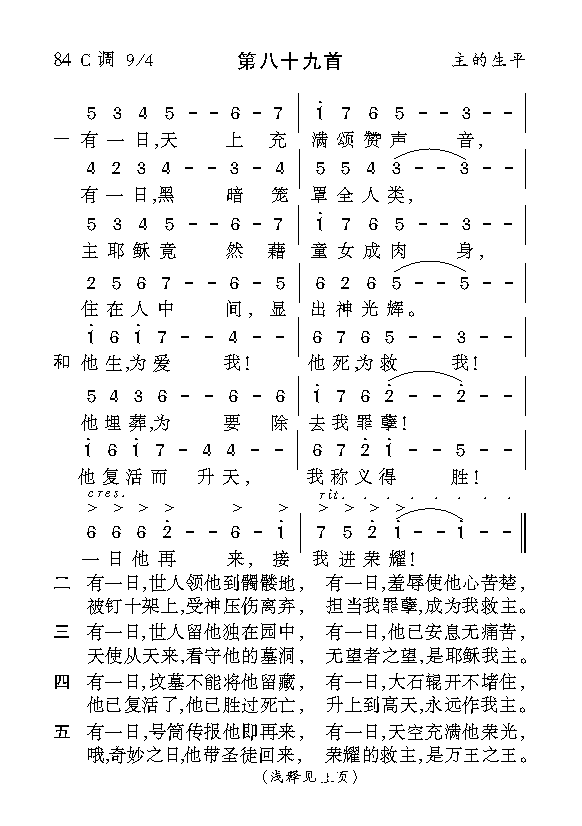 84 C 调 9/4 第八十九首 主的生平
5 3 4 5 - - 6 - 7 | i 7 6 5 - - 3 - -
一 有一日,天 上 充 满颂赞声 音,
4 2 3 4 - - 3 - 4 | 5 5 4 3 - - 3 - -
有一日,黑 暗 笼 罩全人类,
5 3 4 5 - - 6 - 7 | i 7 6 5 - - 3 - -
主耶稣竟 然 藉 童女成肉 身,
2 5 6 7 - - 6 - 5 | 6 2 6 5 - - 5 - -
住在人中 间, 显 出神光辉。
i 6 i 7 - - 4 - - | 6 7 6 5 - - 3 - -
和 他生,为爱 我! 他死,为救 我!
5 4 3 6 - - 6 - 6 | i 7 6 2 - - 2 - -
他埋葬,为 要 除 去我罪孽!
i 6 i 7 - 4 4 - - | 6 7 2 i - - 5 - -
他复活而 升天, 我称义得 胜!
cres. rit. . . . . . . . .
> > > > > > > > > >
6 6 6 2 - - 6 - i | 7 5 2 i - - i - -
一日他再 来, 接 我进荣耀!
二 有一日,世人领他到髑髅地, 有一日,羞辱使他心苦楚,
被钉十架上,受神压伤离弃, 担当我罪孽,成为我救主。
三 有一日,世人留他独在园中, 有一日,他已安息无痛苦,
天使从天来,看守他的墓洞, 无望者之望,是耶稣我主。
四 有一日,坟墓不能将他留藏, 有一日,大石辊开不堵住,
他已复活了,他已胜过死亡, 升上到高天,永远作我主。
五 有一日,号筒传报他即再来, 有一日,天空充满他荣光,
哦,奇妙之日,他带圣徒回来, 荣耀的救主,是万王之王。
(浅释见上页)